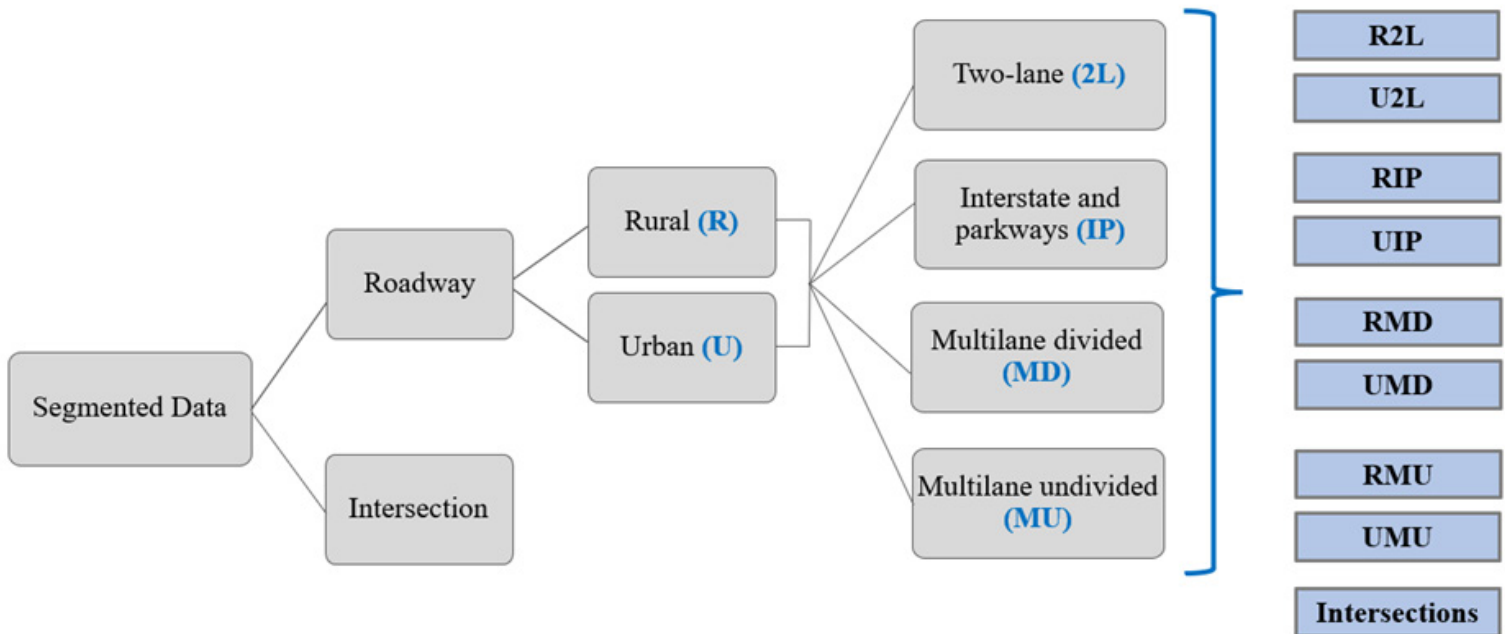 Segmented Data
Roadway
Intersection
Rural (R)
Urban (U)
Two-lane (2L)
Interstate and
parkways (IP)
Multilane divided
(MD)
Multilane undivided
(MU)
R2L
U2L
RIP
UIP
RMD
UMD
RMU
UMU
Intersections